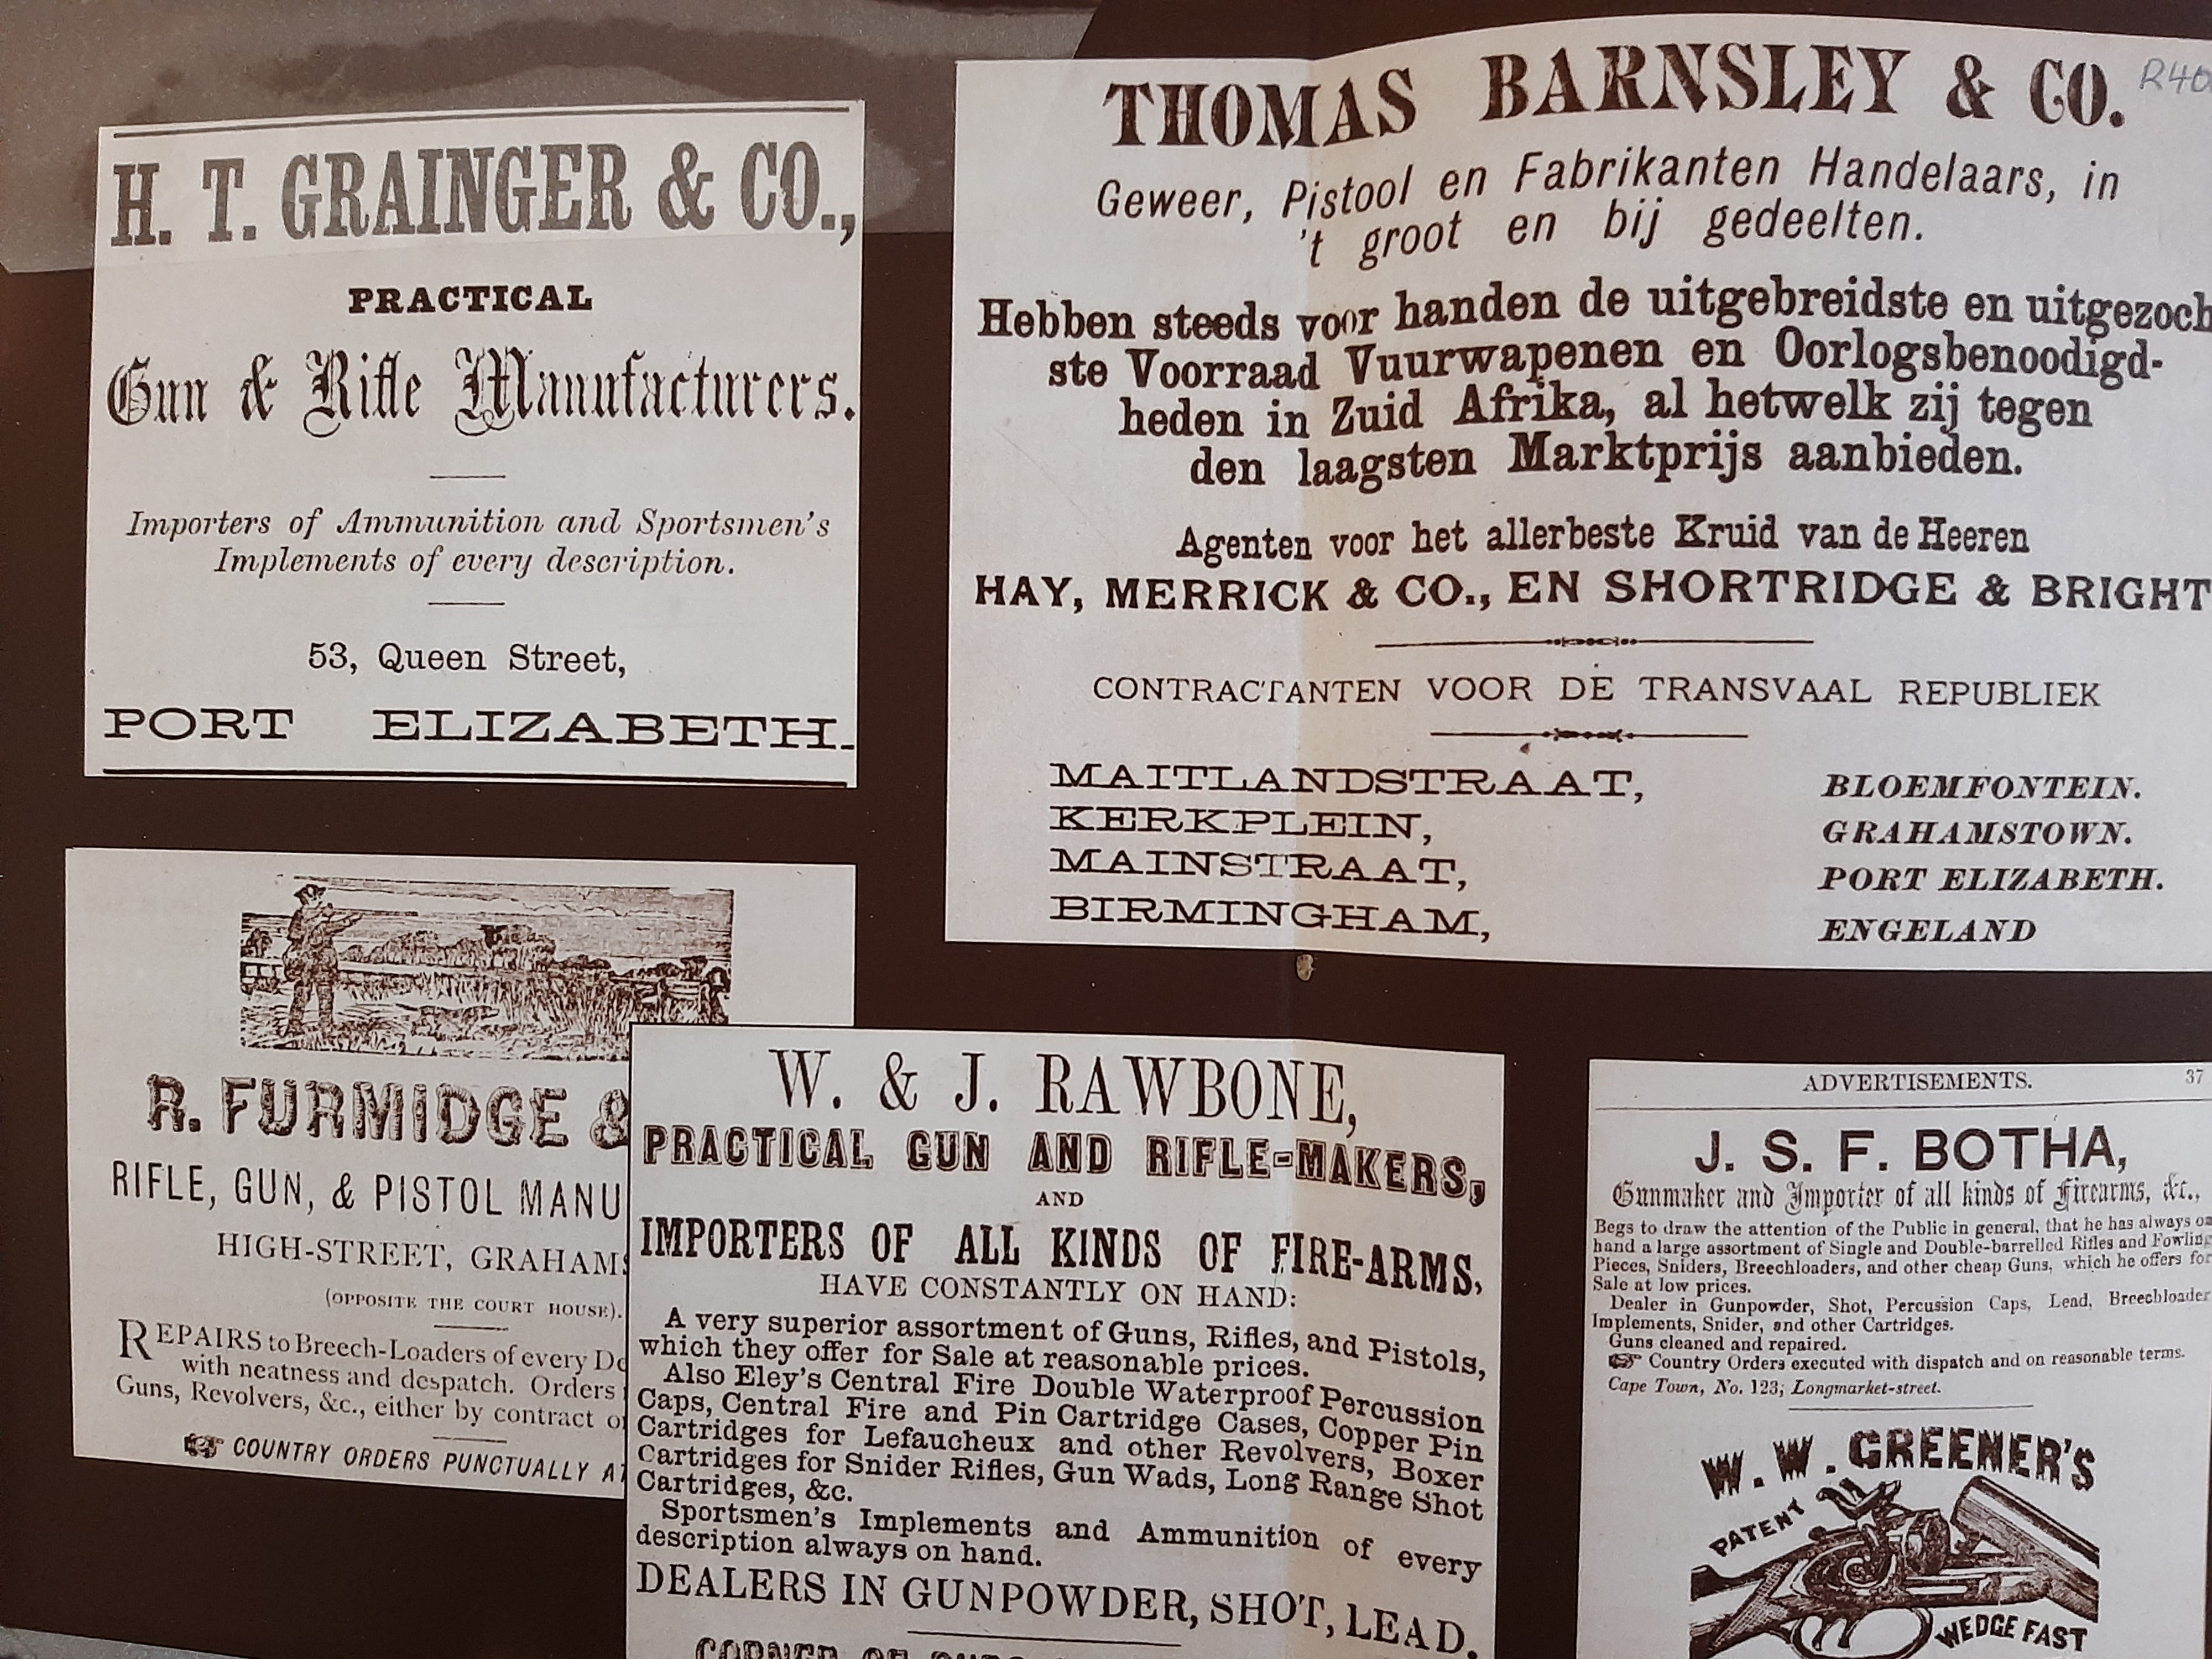 H. T. GRAINGER & CO.,
PRACTICAL
Gun & Rifle Manufacturers.
Importers of Ammunition and Sportsmen's
Implements of every description.
53, Queen Street,
PORT ELIZABETH.
THOMAS BARNSLEY & CO.
R40
Geweer, Pistool en Fabrikanten Handelaars, in
't groot en bij gedeelten.
Hebben steeds voor handen de uitgebreidste en uitgezoch
ste Voorraad Vuurwapenen en Oorlogsbenoodigd-
heden in Zuid Afrika, al hetwelk zij tegen
den laagsten Marktprijs aanbieden.
Agenten voor het allerbeste Kruid van de Heeren
HAY, MERRICK & CO., EN SHORTRIDGE & BRIGHT
CONTRACTANTEN VOOR DE TRANSVAAL REPUBLIEK
MAITLANDSTRAAT, BLOEMFONTEIN.
KERKPLEIN, GRAHAMSTOWN.
MAINSTRAAT, PORT ELIZABETH.
BIRMINGHAM, ENGELAND
R. FURMIDGE &
RIFLE, GUN, & PISTOL MANU
HIGH-STREET, GRAHAMS
(OPPOSITE THE COURT HOUSE).
REPAIRS to Breech-Loaders of every De
with neatness and despatch. Orders
Guns, Revolvers, &c., either by contract or
COUNTRY ORDERS PUNCTUALLY AT
W. & J. RAWBONE,
PRACTICAL GUN AND RIFLE-MAKERS,
AND
IMPORTERS OF ALL KINDS OF FIRE-ARMS,
HAVE CONSTANTLY ON HAND:
A very superior assortment of Guns, Rifles, and Pistols,
which they offer for Sale at reasonable prices.
Also Eley's Central Fire Double Waterproof Percussion
Caps, Central Fire and Pin Cartridge Cases, Copper Pin
Cartridges for Lefaucheux and other Revolvers, Boxer
Cartridges for Snider Rifles, Gun Wads, Long Range Shot
Cartridges, &c.
Sportsmen's Implements and Ammunition of every
description always on hand.
DEALERS IN GUNPOWDER, SHOT, LEAD.
CORNER OF
ADVERTISEMENTS. 37
J. S. F. BOTHA,
Gunmaker and Importer of all kinds of Firearms, &c.,
Begs to draw the attention of the Public in general, that he has always on
hand a large assortment of Single and Double-barrelled Rifles and Fowling
Pieces, Sniders, Breechloaders, and other cheap Guns, which he offers for
Sale at low prices.
Dealer in Gunpowder, Shot, Percussion Caps, Lead, Breechloader
Implements, Snider, and other Cartridges.
Guns cleaned and repaired.
Country Orders executed with dispatch and on reasonable terms.
Cape Town, No. 123, Longmarket-street.
W. W. GREENER'S
PATENT
WEDGE FAST